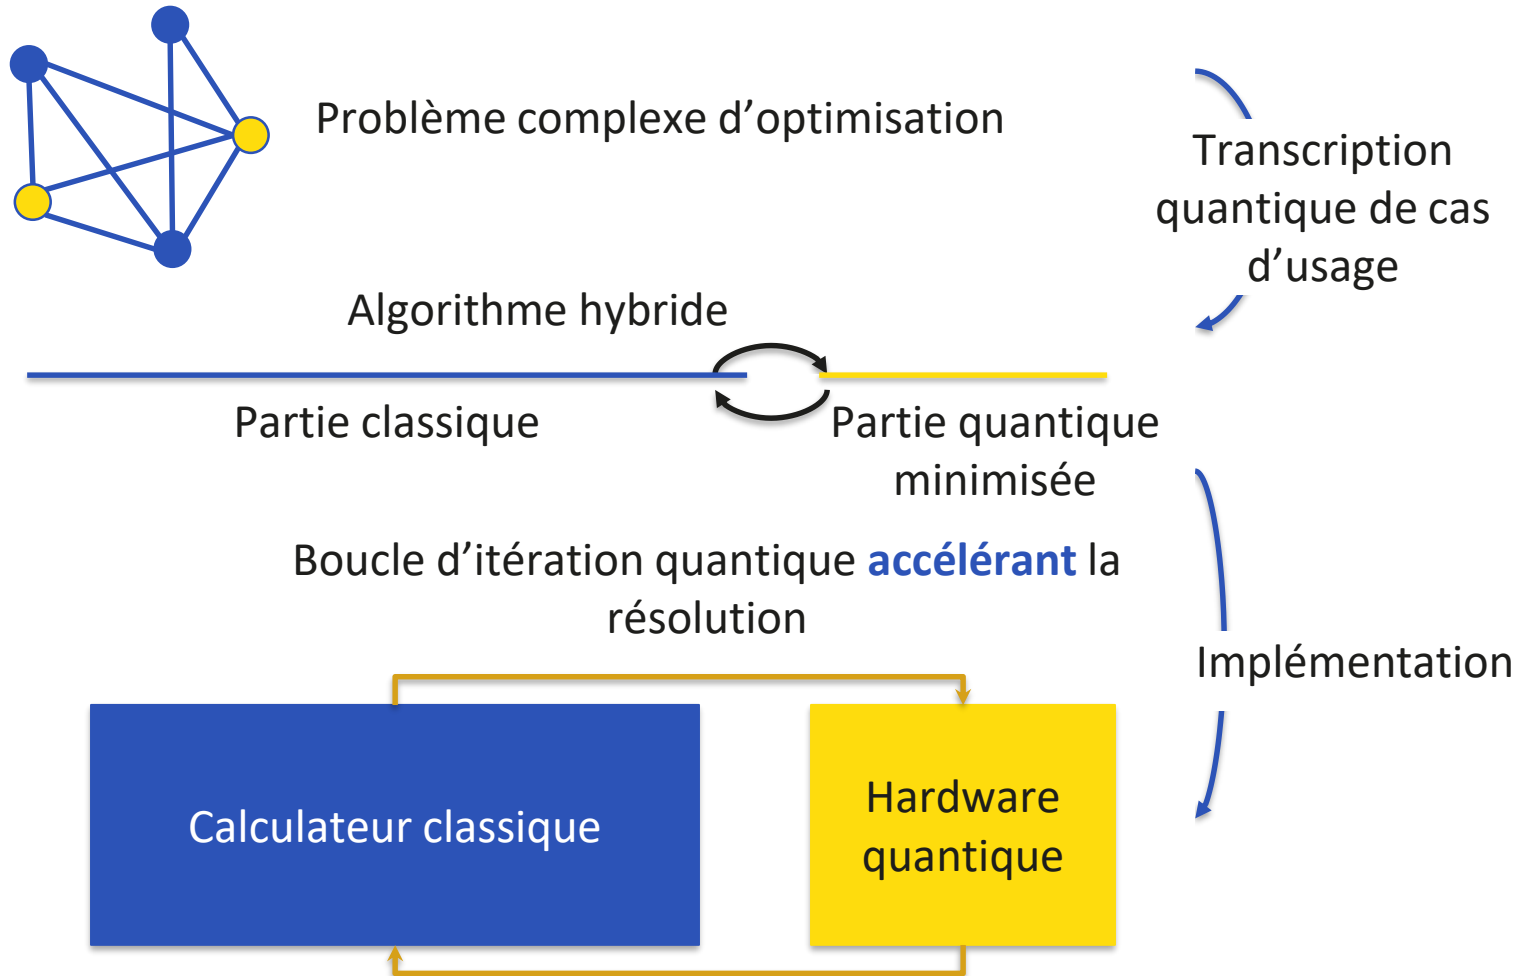 Problème complexe d’optimisation
Transcription
quantique de cas
d’usage
Algorithme hybride
Partie classique
Partie quantique
minimisée
Boucle d’itération quantique accélérant la
résolution
Implémentation
Calculateur classique
Hardware
quantique